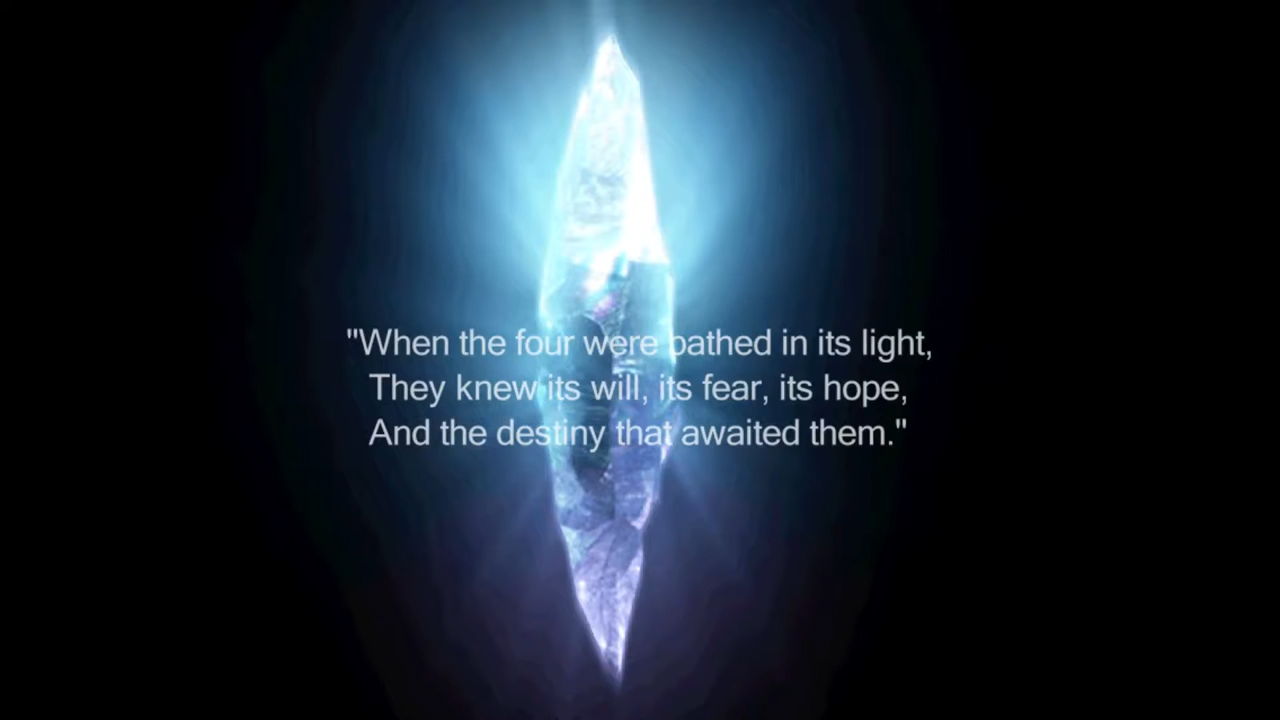 "When the four were bathed in its light,
They knew its will, its fear, its hope,
And the destiny that awaited them."